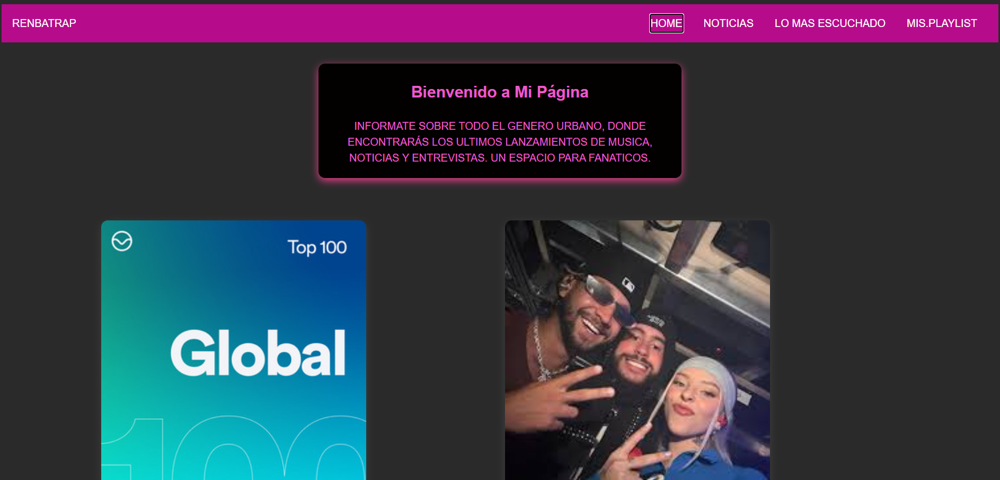 RENBATRAP
HOME
NOTICIAS
LO MAS ESCUCHADO
MIS.PLAYLIST
Bienvenido a Mi Página
INFORMATE SOBRE TODO EL GENERO URBANO, DONDE
ENCONTRARÁS LOS ULTIMOS LANZAMIENTOS DE MUSICA,
NOTICIAS Y ENTREVISTAS. UN ESPACIO PARA FANATICOS.
Top 100
Global
100